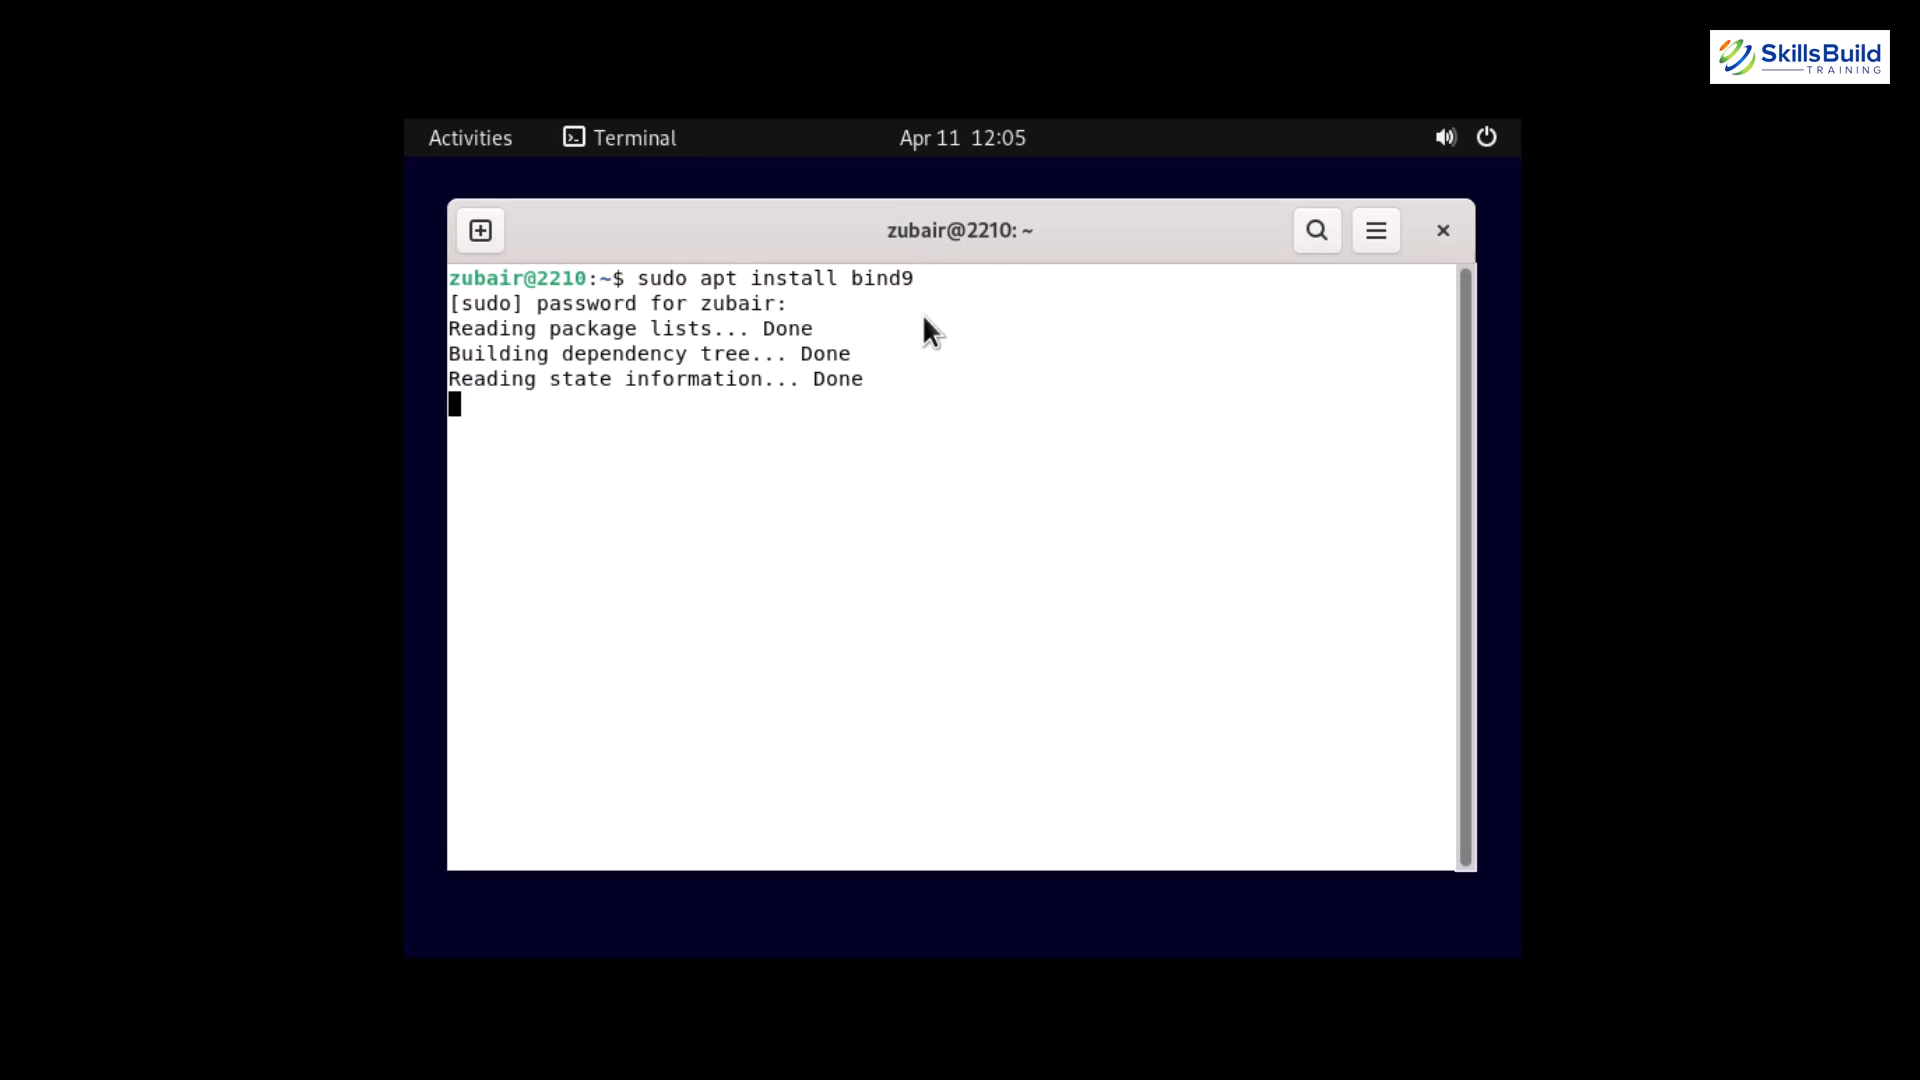 SkillsBuild
TRAINING
Activities Terminal Apr 11 12:05
zubair@2210: ~
zubair@2210:~$ sudo apt install bind9
[sudo] password for zubair:
Reading package lists... Done
Building dependency tree... Done
Reading state information... Done